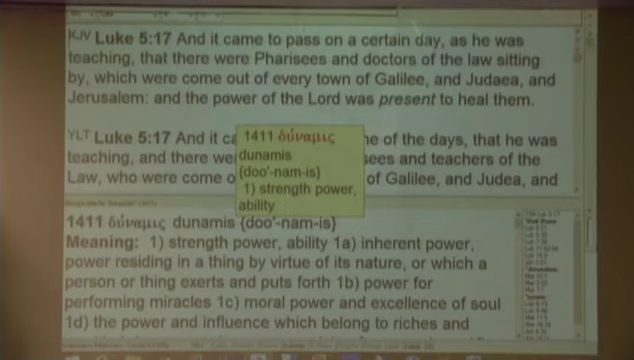 KJV Luke 5:17 And it came to pass on a certain day, as he was
teaching, that there were Pharisees and doctors of the law sitting
by, which were come out of every town of Galilee, and Judaea, and
Jerusalem: and the power of the Lord was present to heal them.
YLT Luke 5:17 And it ca
e of the days, that he was
teaching, and there we
sees and teachers of the
Law, who were come o
of Galilee, and Judea, and
1411 δύναμις
dunamis
{doo'-nam-is}
1) strength power,
ability
1411 δύναμις dunamis {doo'-nam-is}
Meaning: 1) strength power, ability 1a) inherent power,
power residing in a thing by virtue of its nature, or which a
person or thing exerts and puts forth 1b) power for
performing miracles 1c) moral power and excellence of soul
1d) the power and influence which belong to riches and